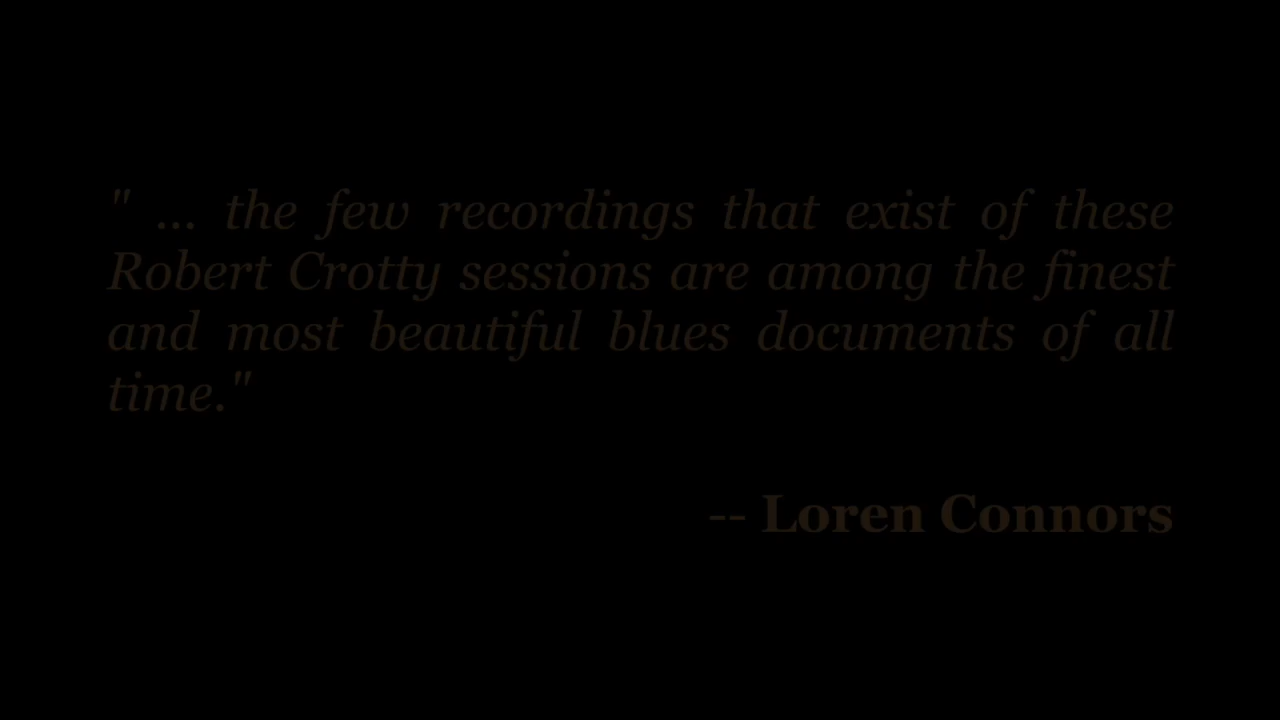 " ... the few recordings that exist of these
Robert Crotty sessions are among the finest
and most beautiful blues documents of all
time."
-- Loren Connors